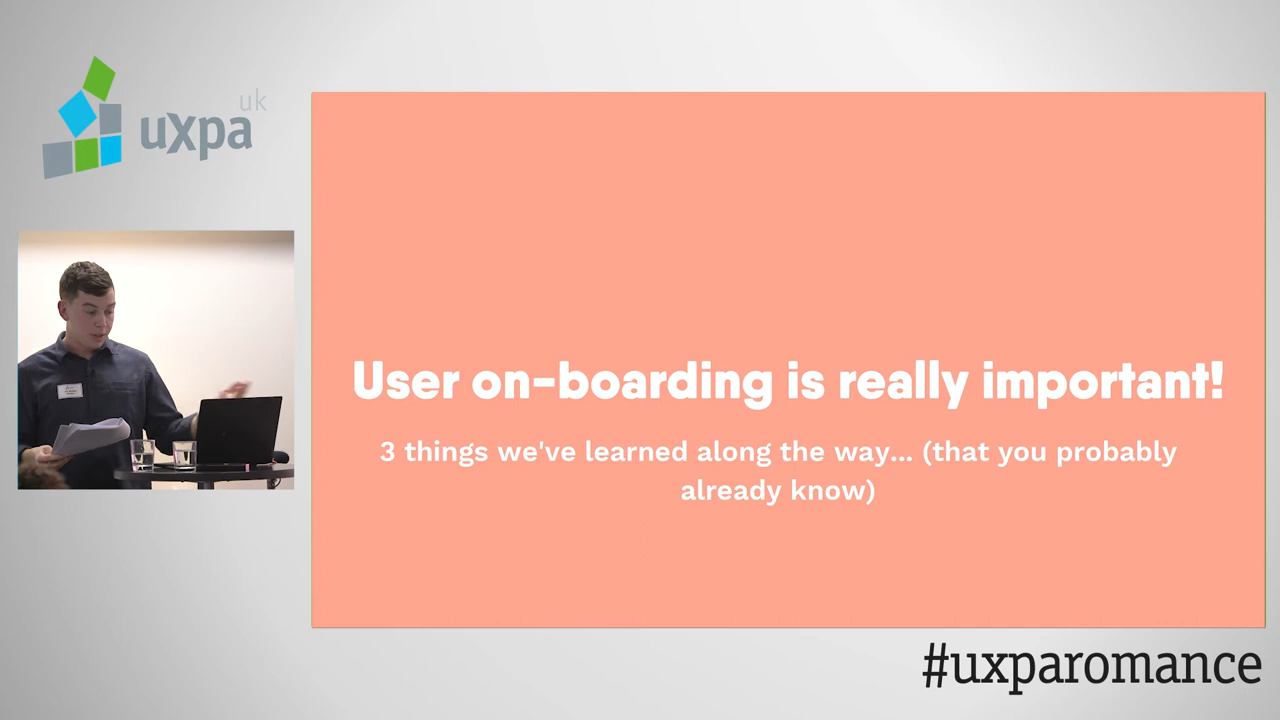 uk
uxpa
User on-boarding is really important!
3 things we've learned along the way... (that you probably
already know)
#uxparomance